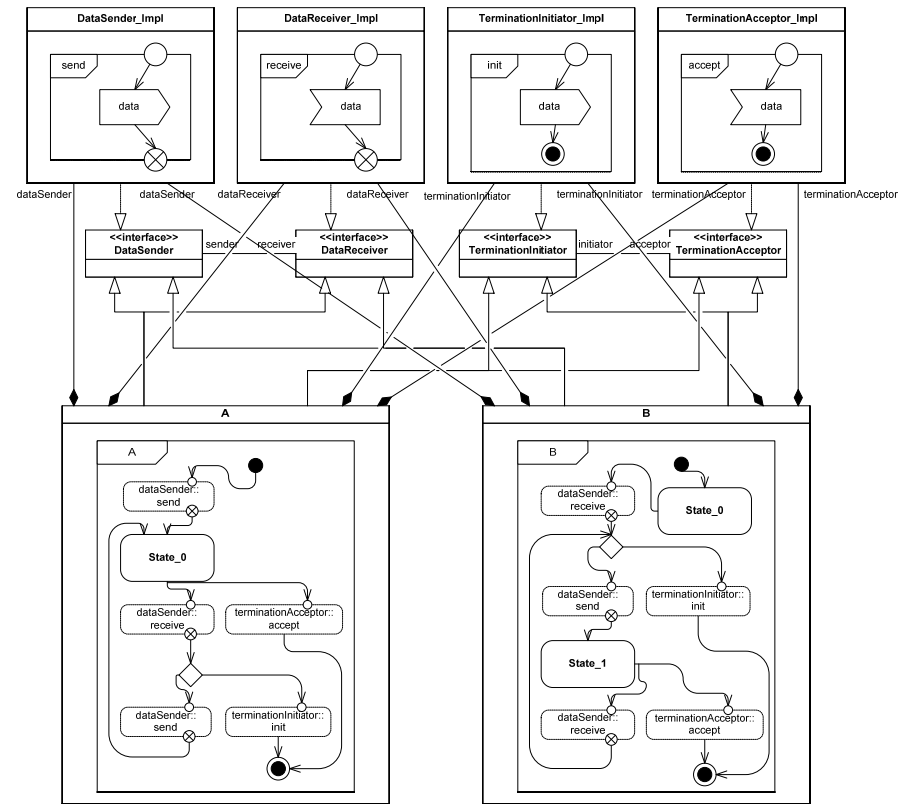 DataSender_Impl
DataReceiver_Impl
TerminationInitiator_Impl
TerminationAcceptor_Impl
send
receive
init
accept
data
data
data
data
dataSender
dataSender
dataReceiver
dataReceiver
terminationInitiator
terminationInitiator
terminationAcceptor
terminationAcceptor
<<interface>>
DataSender
sender
receiver
<<interface>>
DataReceiver
<<interface>>
TerminationInitiator
initiator
acceptor
<<interface>>
TerminationAcceptor
A
A
dataSender::
send
State_0
dataSender::
receive
terminationAcceptor::
accept
dataSender::
send
terminationInitiator::
init
B
B
dataSender::
receive
State_0
dataSender::
send
terminationInitiator::
init
State_1
dataSender::
receive
terminationAcceptor::
accept